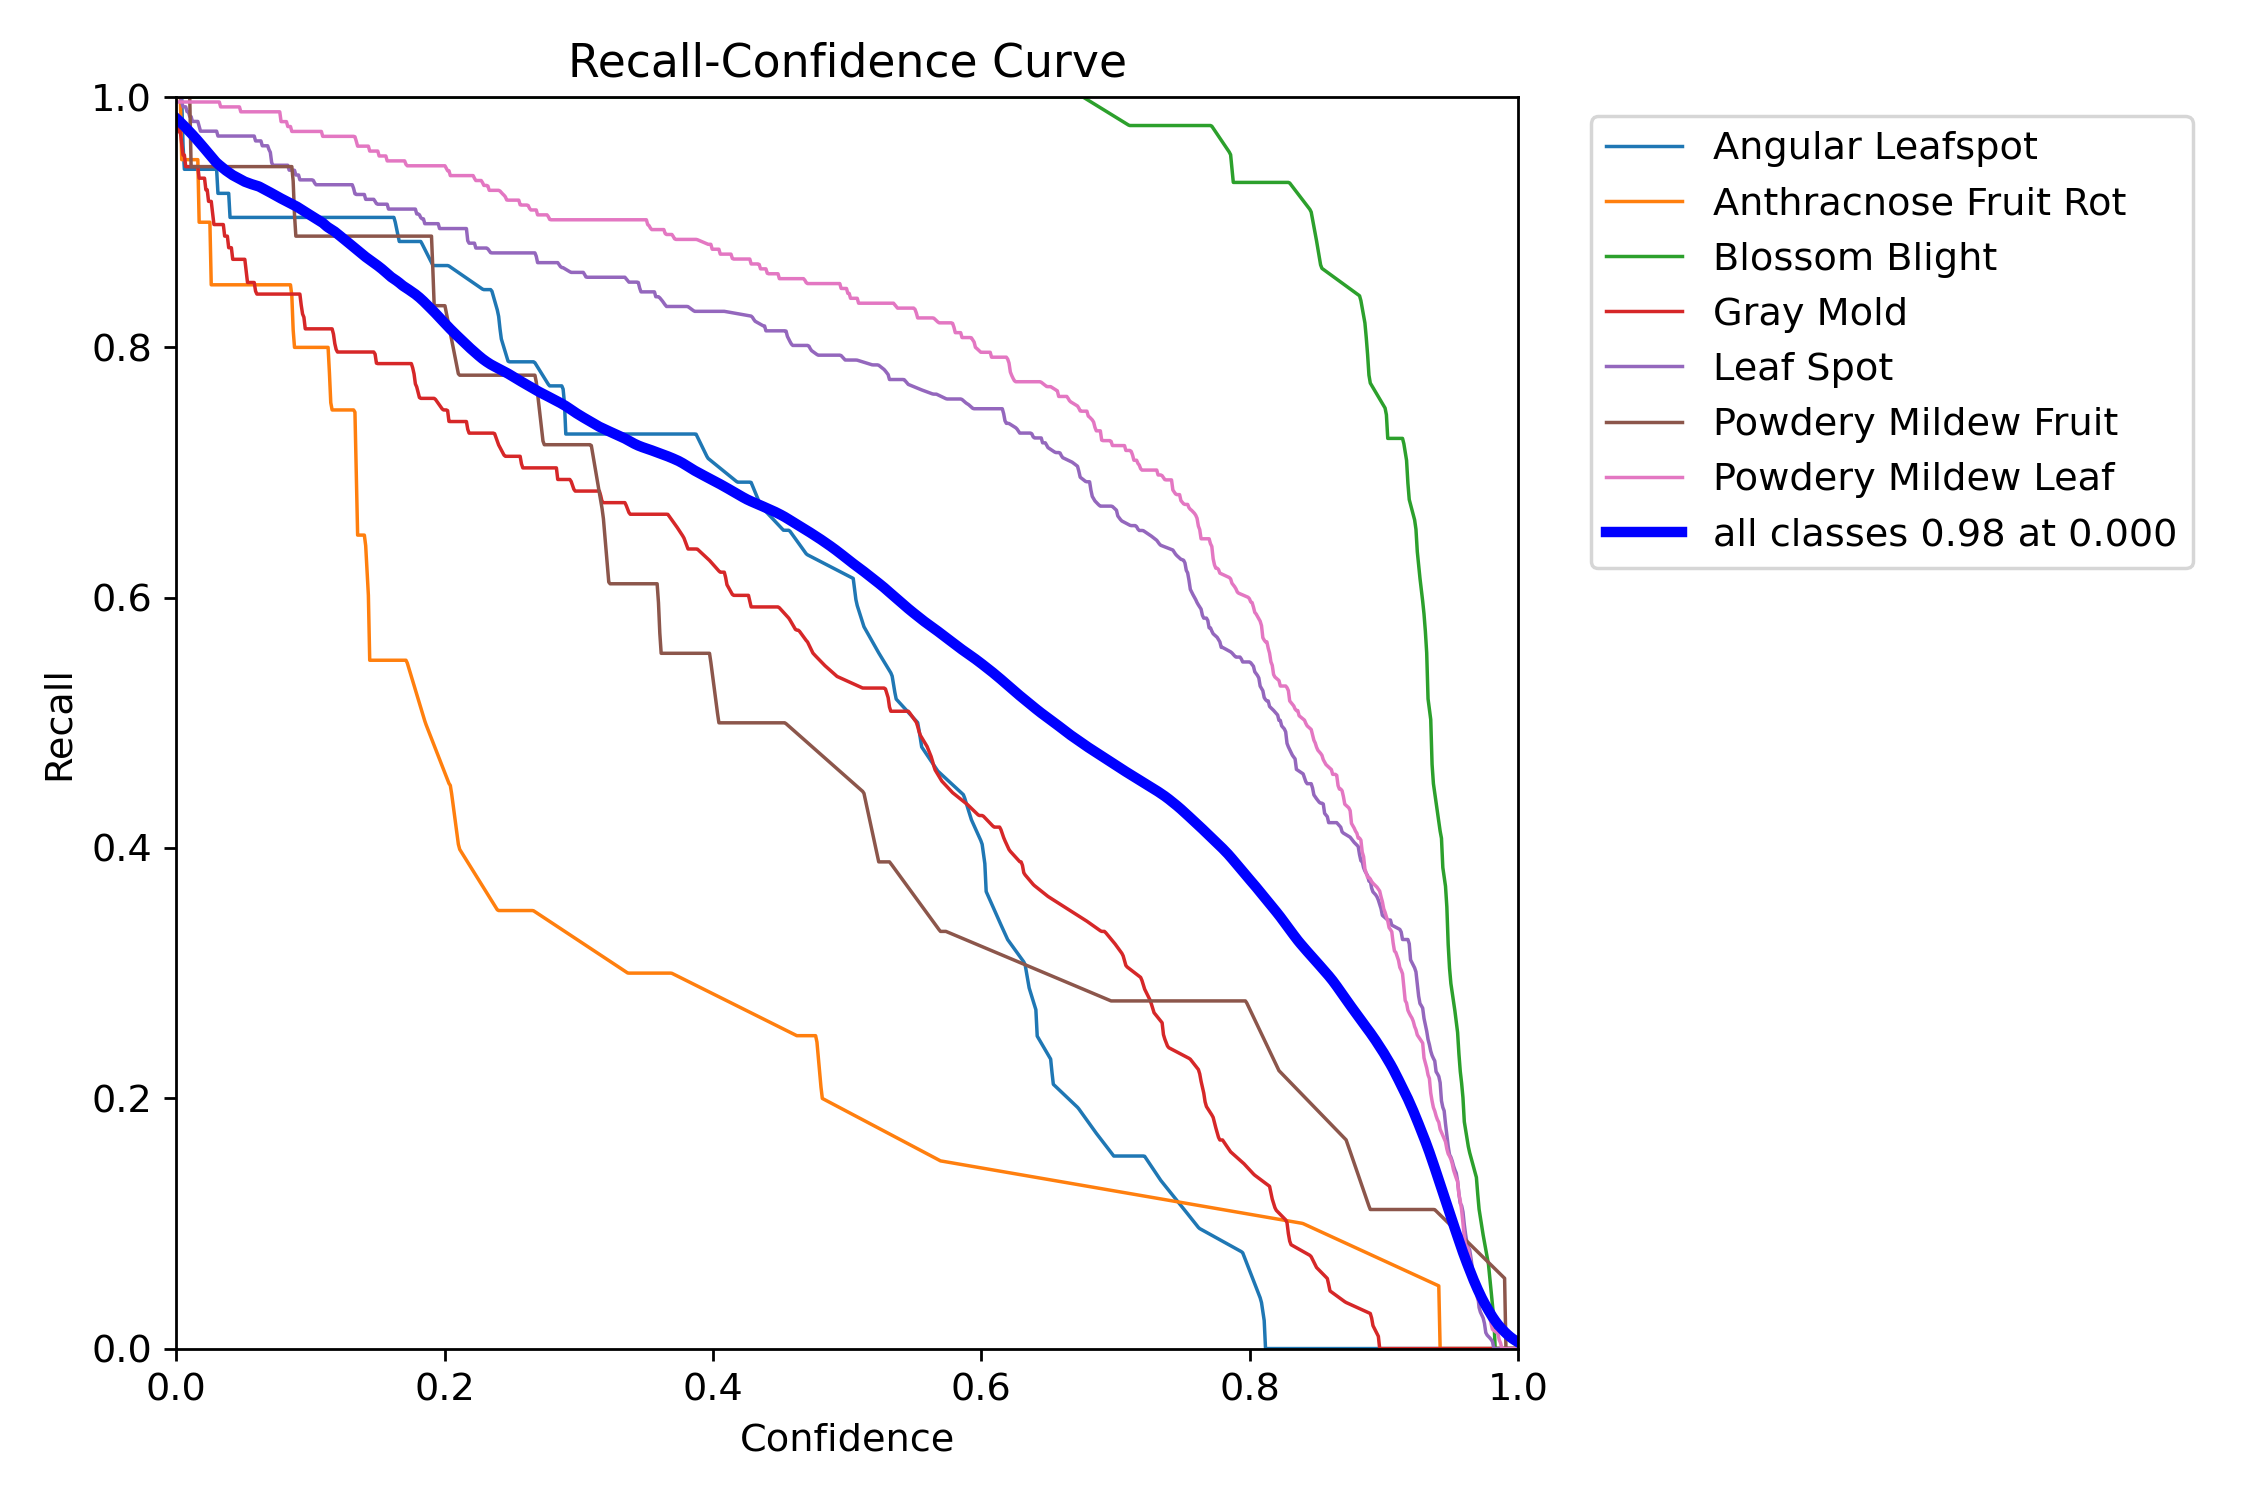 Recall-Confidence Curve
1.0
0.8
0.6
0.4
0.2
0.0
Recall
0.0 0.2 0.4 0.6 0.8 1.0
Confidence
Angular Leafspot
Anthracnose Fruit Rot
Blossom Blight
Gray Mold
Leaf Spot
Powdery Mildew Fruit
Powdery Mildew Leaf
all classes 0.98 at 0.000